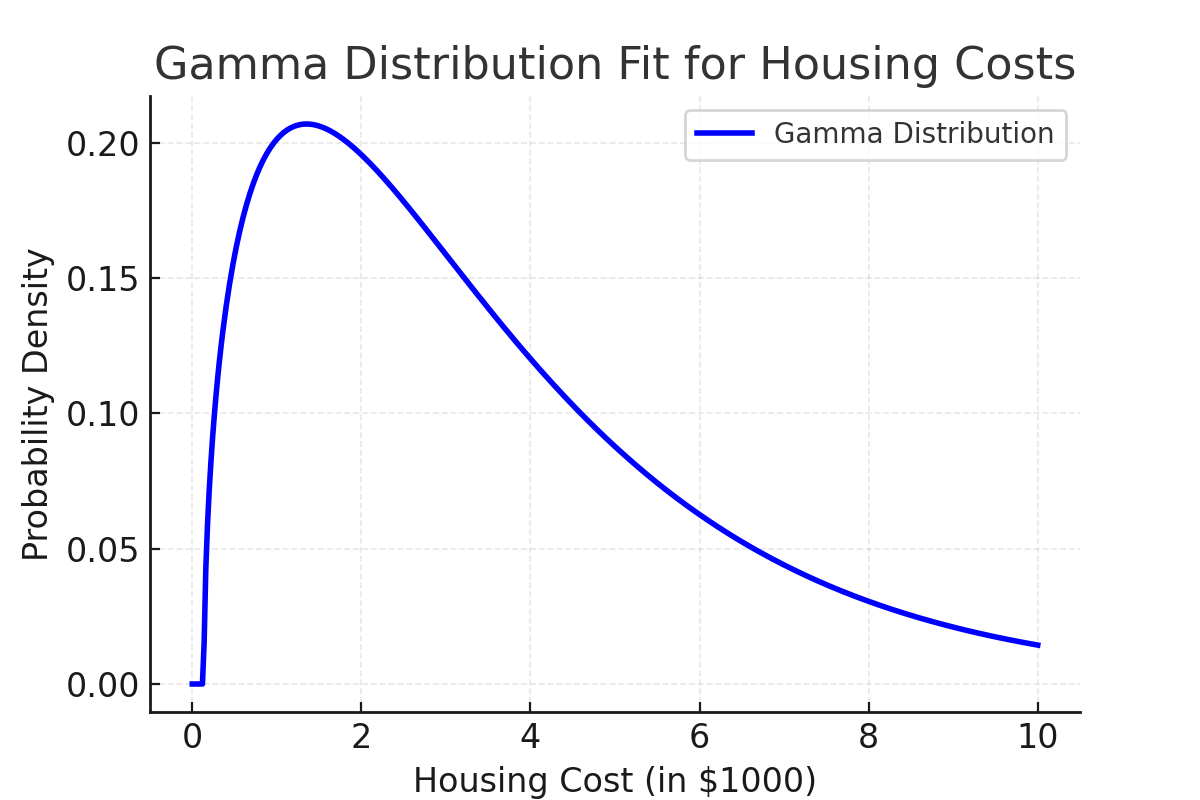 Gamma Distribution Fit for Housing Costs
Gamma Distribution
Probability Density
0.20
0.15
0.10
0.05
0.00
0 2 4 6 8 10
Housing Cost (in $1000)